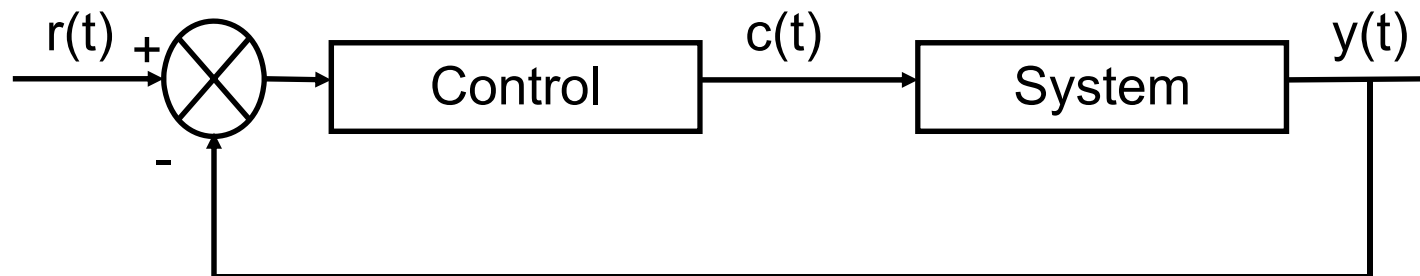 r(t) + c(t) y(t)
Control System
-